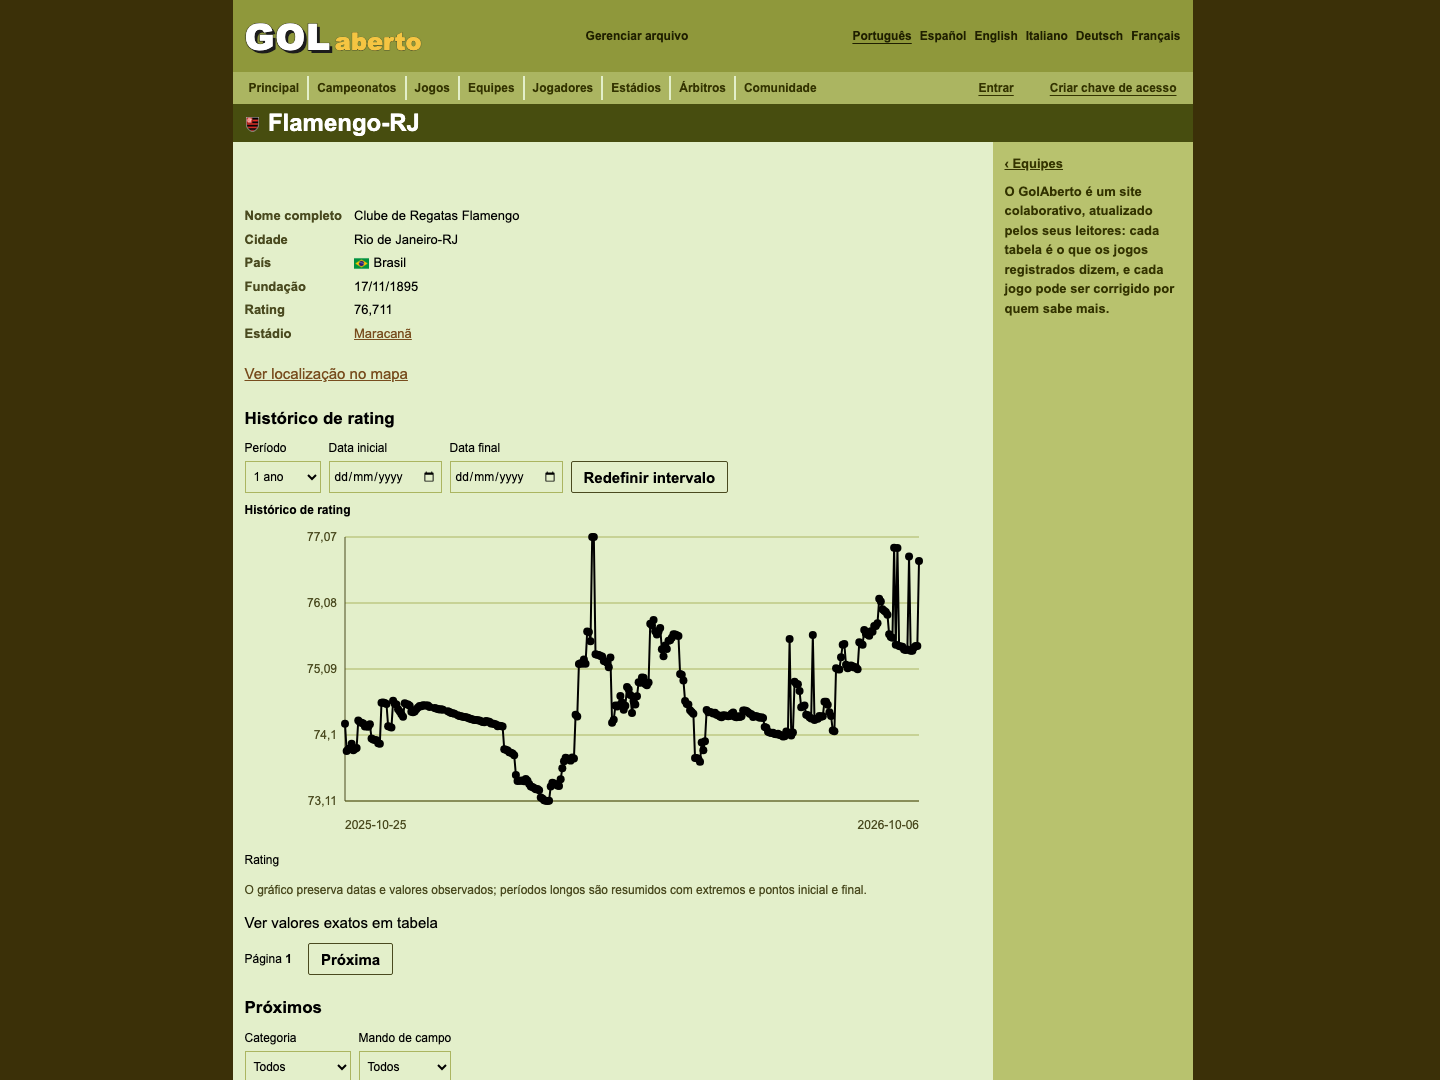 GOL aberto
Gerenciar arquivo
Português Español English Italiano Deutsch Français
Principal Campeonatos Jogos Equipes Jogadores Estádios Árbitros Comunidade
Entrar Criar chave de acesso
Flamengo-RJ
‹ Equipes
O GolAberto é um site
colaborativo, atualizado
pelos seus leitores: cada
tabela é o que os jogos
registrados dizem, e cada
jogo pode ser corrigido por
quem sabe mais.
Nome completo Clube de Regatas Flamengo
Cidade Rio de Janeiro-RJ
País Brasil
Fundação 17/11/1895
Rating 76,711
Estádio Maracanã
Ver localização no mapa
Histórico de rating
Período Data inicial Data final
1 ano dd/mm/yyyy dd/mm/yyyy Redefinir intervalo
Histórico de rating
77,07
76,08
75,09
74,1
73,11
2025-10-25 2026-10-06
Rating
O gráfico preserva datas e valores observados; períodos longos são resumidos com extremos e pontos inicial e final.
Ver valores exatos em tabela
Página 1 Próxima
Próximos
Categoria Mando de campo
Todos Todos